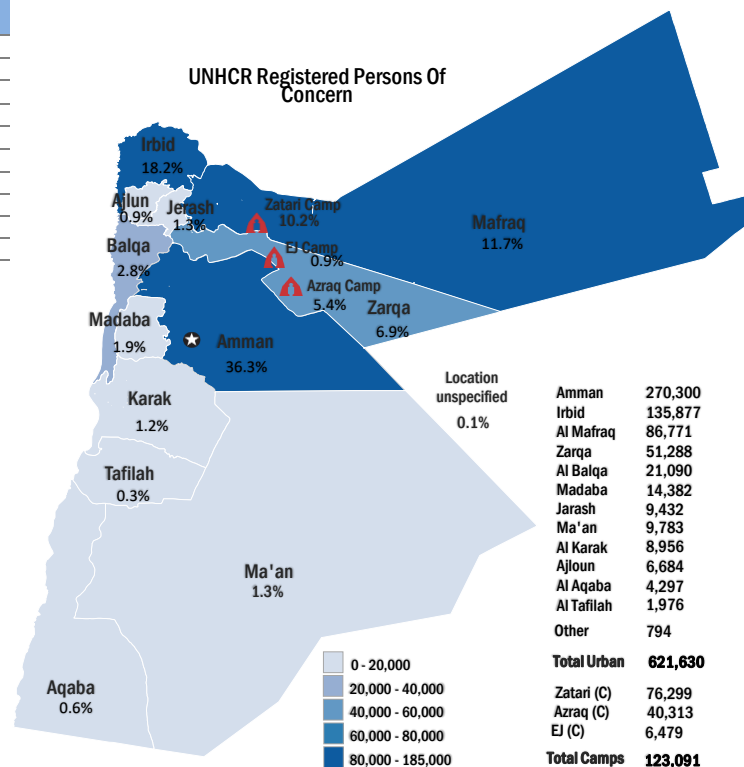 UNHCR Registered Persons Of
Concern
Irbid
18.2%
Ajlun
0.9%
Jerash
1.3%
Zatari Camp
10.2%
Mafraq
11.7%
Balqa
2.8%
EJ Camp
0.9%
Azraq Camp
5.4%
Zarqa
6.9%
Madaba
1.9%
Amman
36.3%
Location
unspecified
0.1%
Karak
1.2%
Tafilah
0.3%
Ma'an
1.3%
Aqaba
0.6%
0 - 20,000
20,000 - 40,000
40,000 - 60,000
60,000 - 80,000
80,000 - 185,000
Amman 270,300
Irbid 135,877
Al Mafraq 86,771
Zarqa 51,288
Al Balqa 21,090
Madaba 14,382
Jarash 9,432
Ma'an 9,783
Al Karak 8,956
Ajloun 6,684
Al Aqaba 4,297
Al Tafilah 1,976
Other 794
Total Urban 621,630
Zatari (C) 76,299
Azraq (C) 40,313
EJ (C) 6,479
Total Camps 123,091